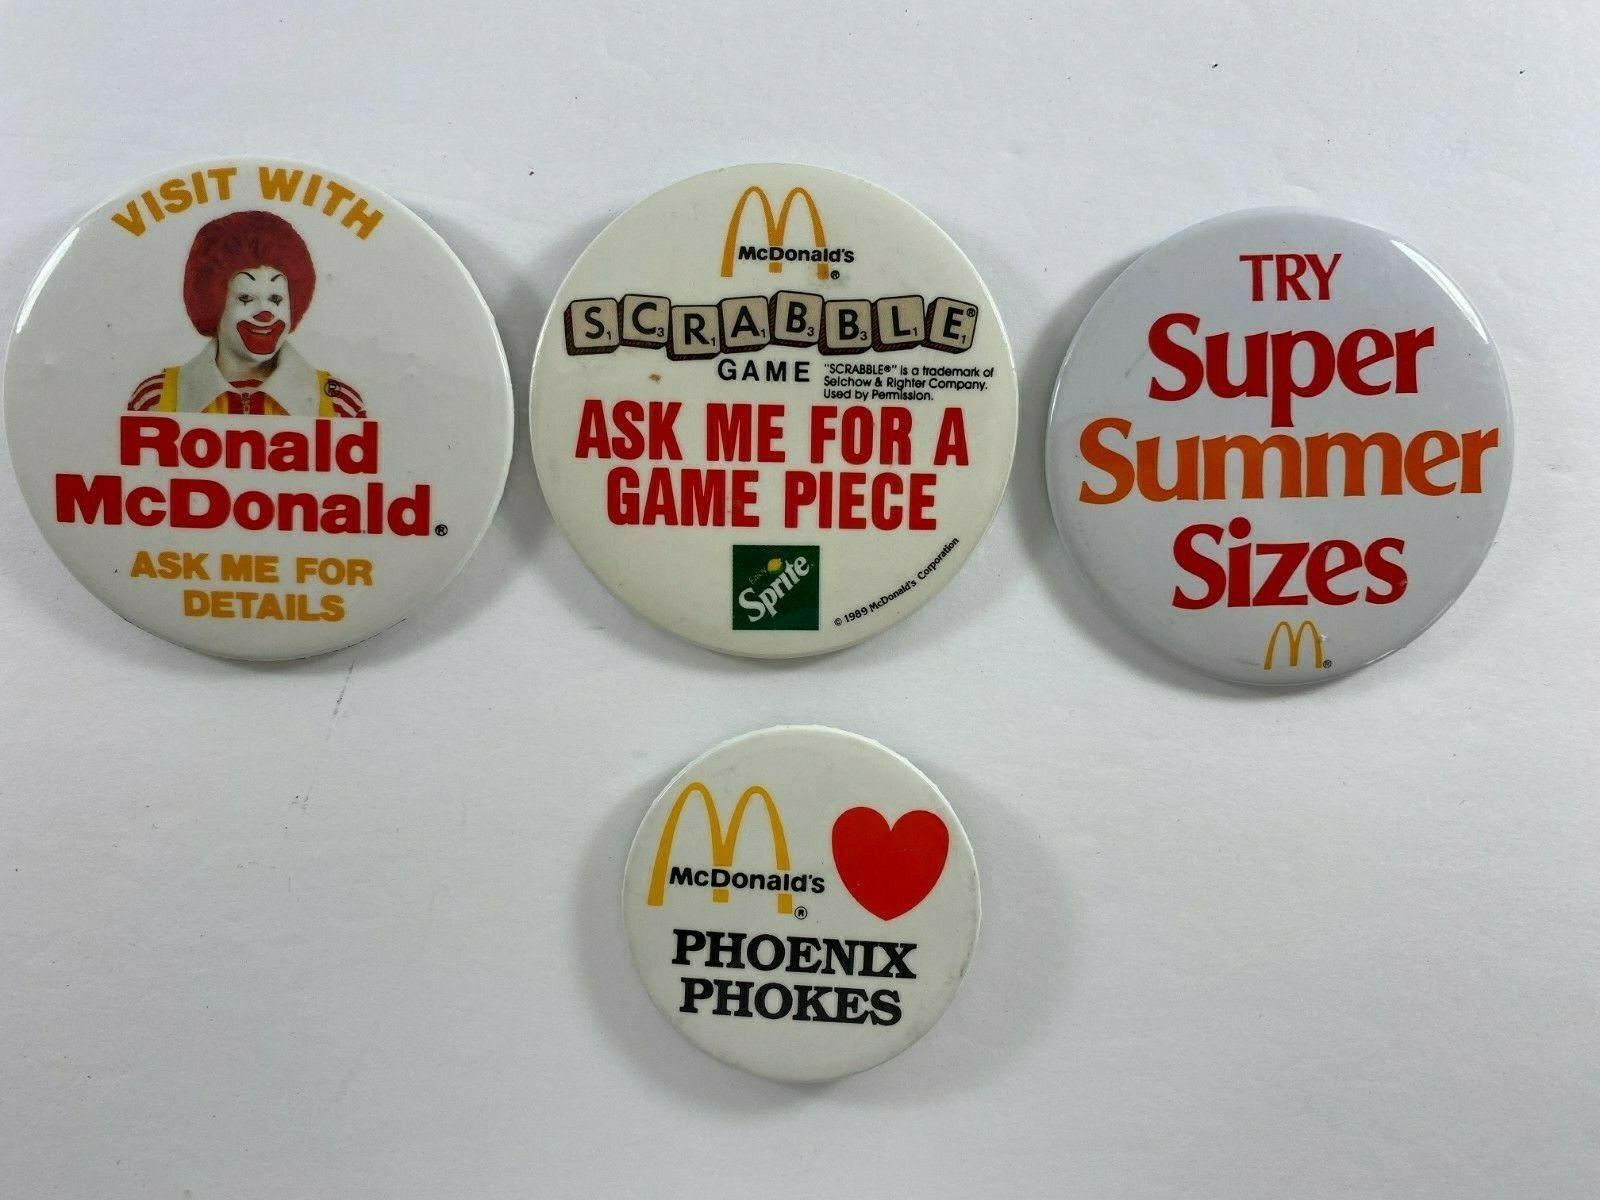 VISIT WITH
Ronald
McDonald®
ASK ME FOR
DETAILS
McDonald's
®
SCRABBLE®
GAME
"SCRABBLE®" is a trademark of
Selchow & Righter Company.
Used by Permission.
ASK ME FOR A
GAME PIECE
Enjoy
Sprite
© 1989 McDonald's Corporation
TRY
Super
Summer
Sizes
®
McDonald's
®
PHOENIX
PHOKES